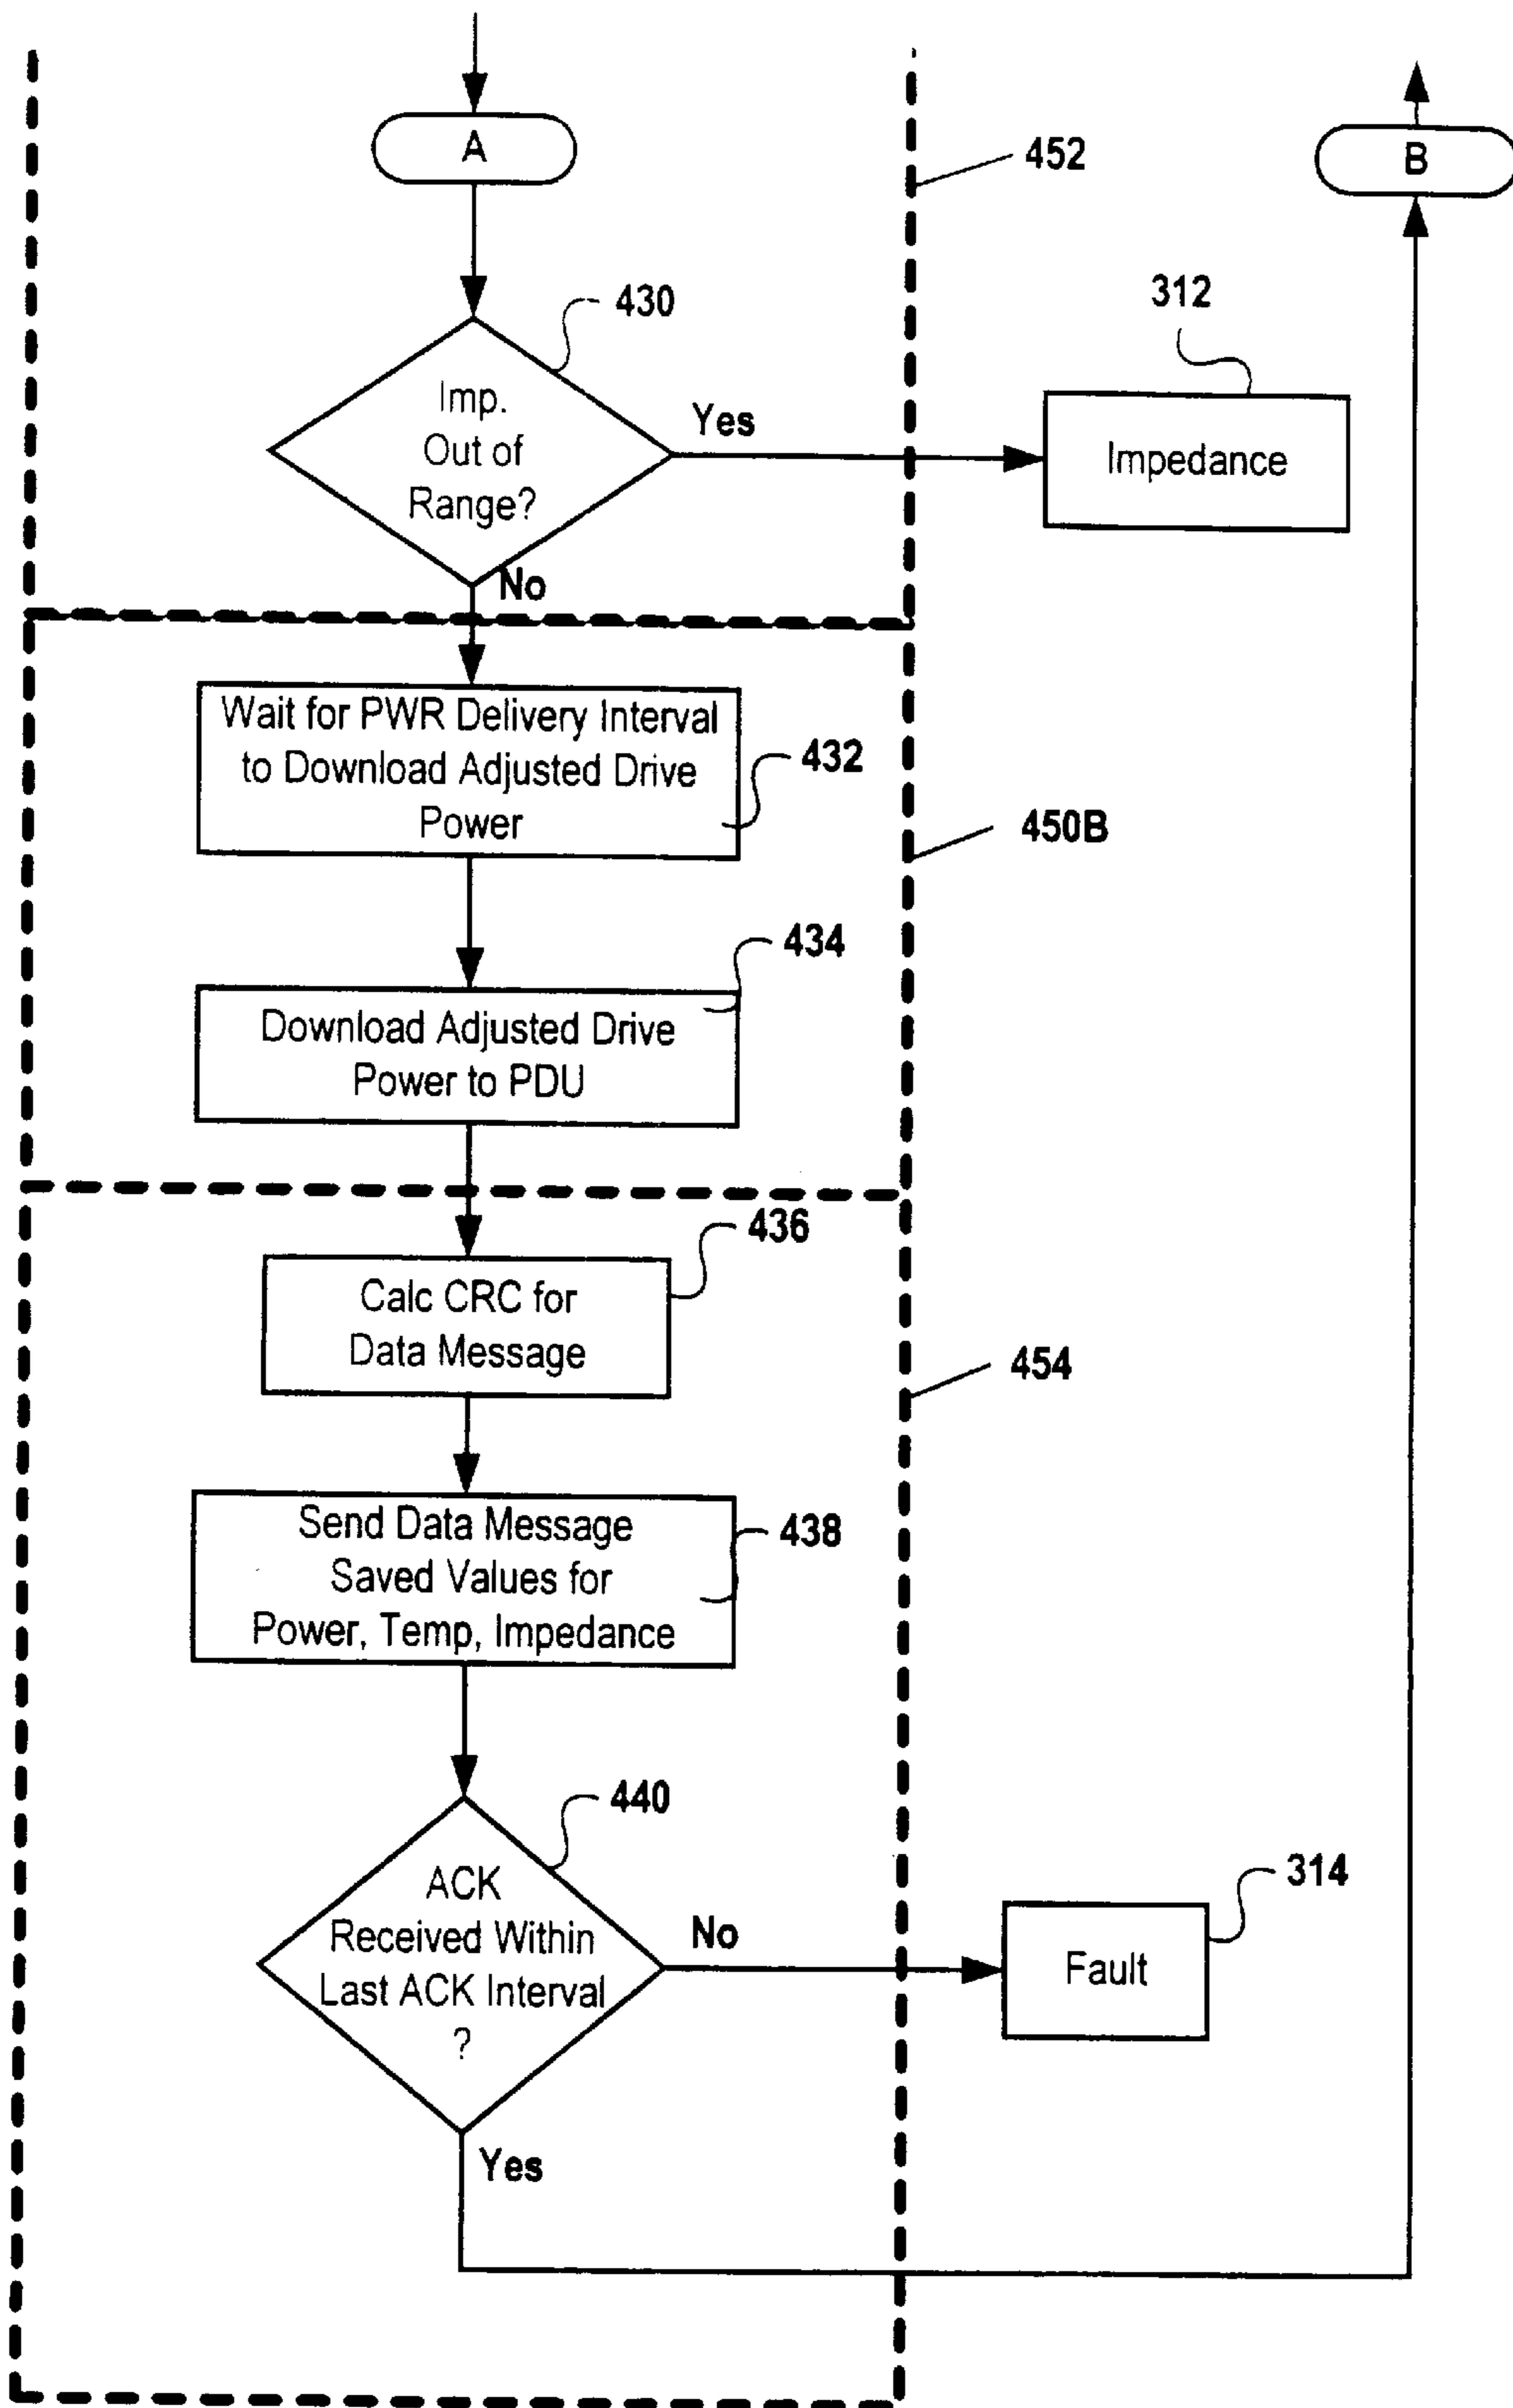 A
B
452
430
312
Imp.
Out of
Range?
Yes
Impedance
No
Wait for PWR Delivery Interval
to Download Adjusted Drive
Power
432
450B
434
Download Adjusted Drive
Power to PDU
436
Calc CRC for
Data Message
454
Send Data Message
Saved Values for
Power, Temp, Impedance
438
440
ACK
Received Within
Last ACK Interval
?
No
314
Fault
Yes